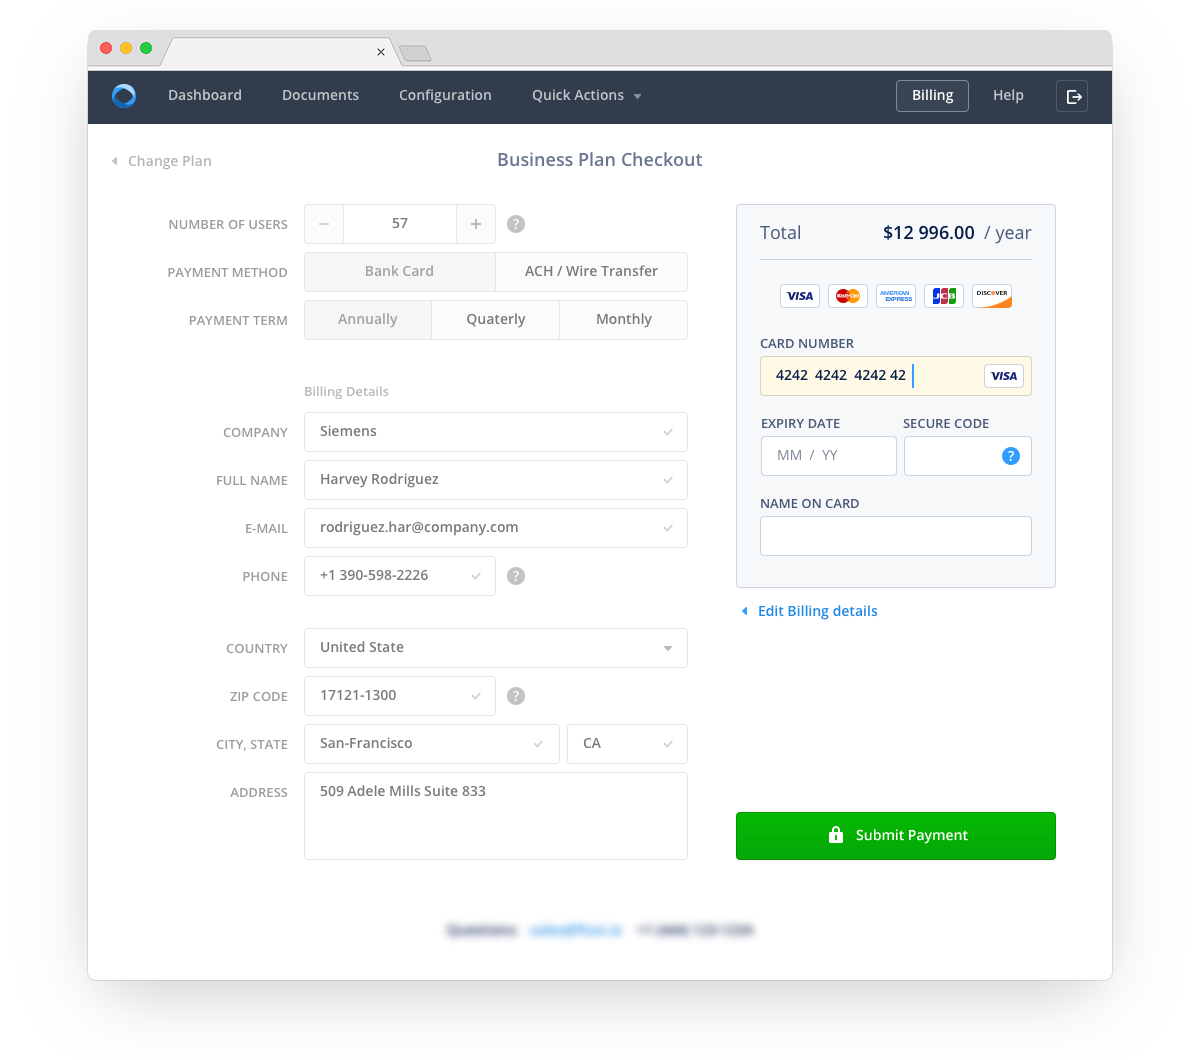 Dashboard Documents Configuration Quick Actions Billing Help
Change Plan Business Plan Checkout
NUMBER OF USERS 57 ?
PAYMENT METHOD Bank Card ACH / Wire Transfer
PAYMENT TERM Annually Quaterly Monthly
Billing Details
COMPANY Siemens
FULL NAME Harvey Rodriguez
E-MAIL rodriguez.har@company.com
PHONE +1 390-598-2226 ?
COUNTRY United State
ZIP CODE 17121-1300 ?
CITY, STATE San-Francisco CA
ADDRESS 509 Adele Mills Suite 833
Total $12 996.00 / year
VISA MasterCard AMERICAN EXPRESS JCB DISCOVER
CARD NUMBER
4242 4242 4242 42 VISA
EXPIRY DATE SECURE CODE
MM / YY ?
NAME ON CARD
Edit Billing details
Submit Payment